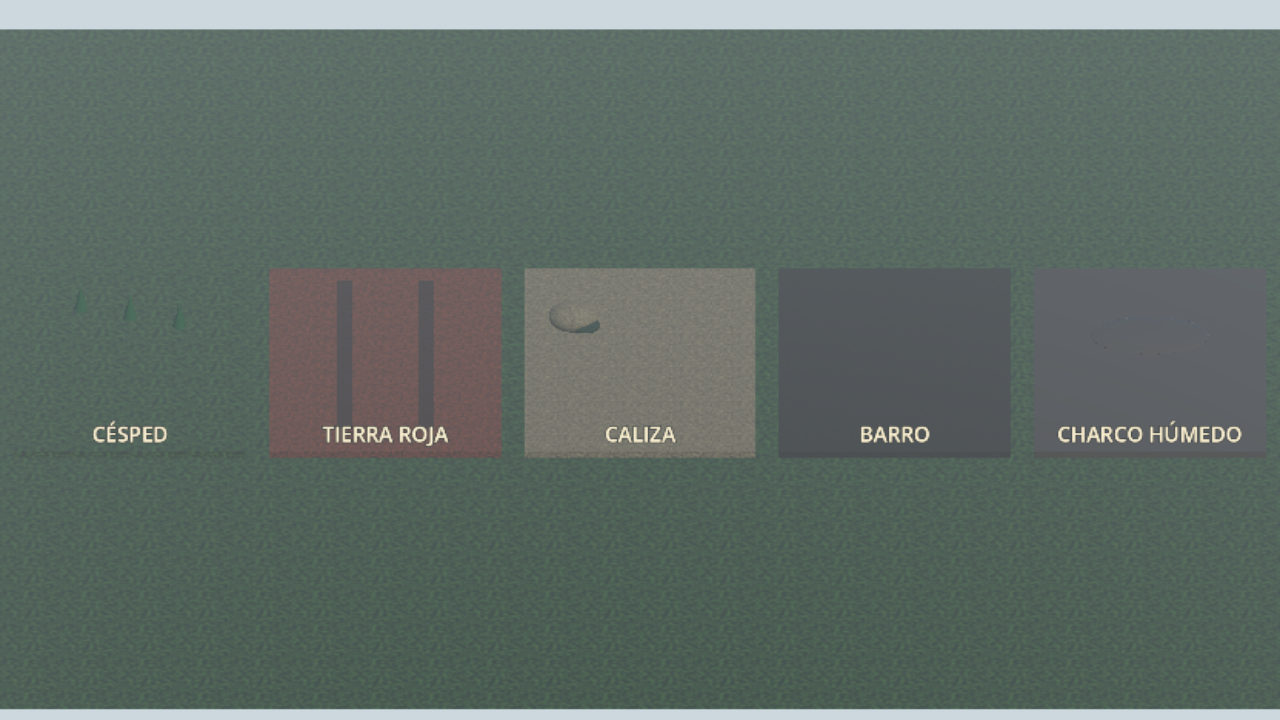 CÉSPED
TIERRA ROJA
CALIZA
BARRO
CHARCO HÚMEDO